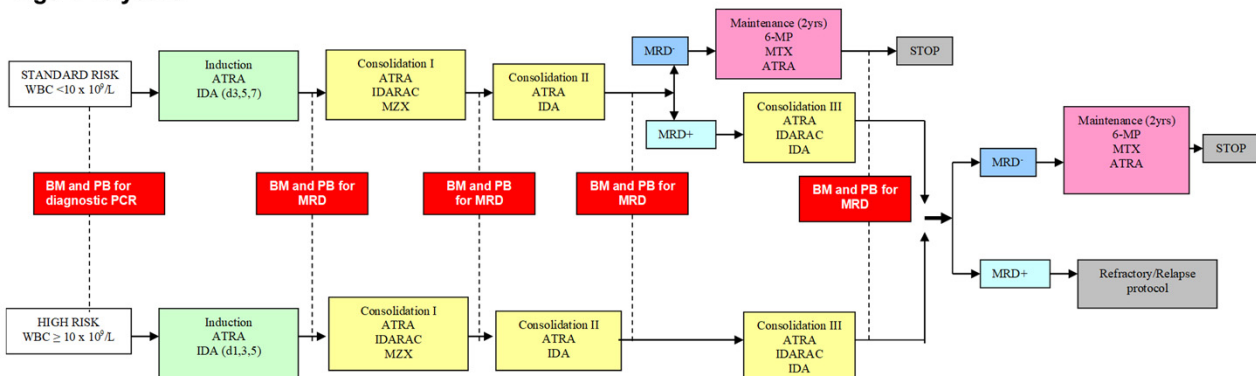 STANDARD RISK
WBC <10 x 10⁹/L
Induction
ATRA
IDA (d3,5,7)
Consolidation I
ATRA
IDARAC
MZX
Consolidation II
ATRA
IDA
MRD⁻
Maintenance (2yrs)
6-MP
MTX
ATRA
STOP
MRD+
Consolidation III
ATRA
IDARAC
IDA
BM and PB for
diagnostic PCR
BM and PB for
MRD
BM and PB
for MRD
BM and PB for
MRD
BM and PB for
MRD
MRD⁻
Maintenance (2yrs)
6-MP
MTX
ATRA
STOP
MRD+
Refractory/Relapse
protocol
HIGH RISK
WBC ≥ 10 x 10⁹/L
Induction
ATRA
IDA (d1,3,5)
Consolidation I
ATRA
IDARAC
MZX
Consolidation II
ATRA
IDA
Consolidation III
ATRA
IDARAC
IDA